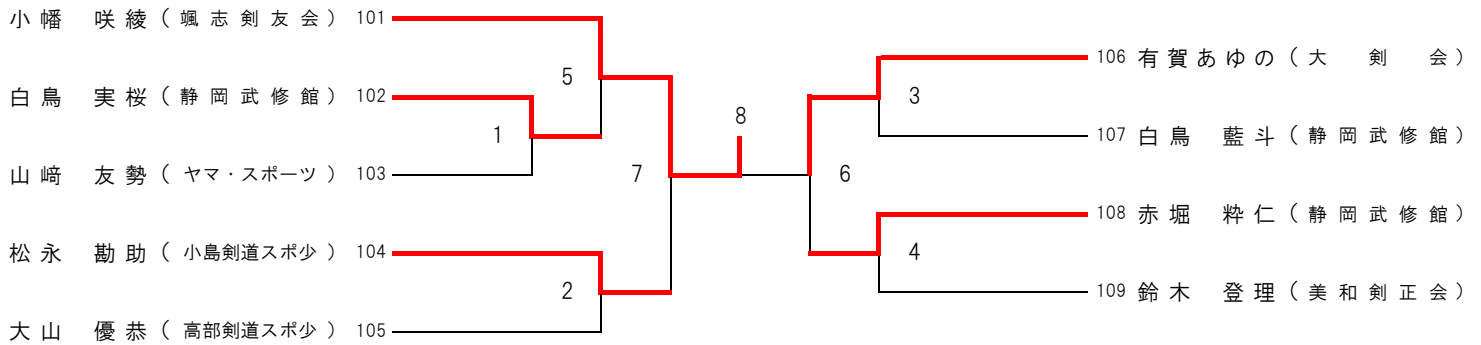 小幡　咲綾（颯志剣友会）101
白鳥　実桜（静岡武修館）102
山﨑　友勢（ヤマ・スポーツ）103
松永　勘助（小島剣道スポ少）104
大山　優恭（高部剣道スポ少）105
1
5
2
7
8
6
3
4
106 有賀あゆの（大剣会）
107 白鳥　藍斗（静岡武修館）
108 赤堀　粋仁（静岡武修館）
109 鈴木　登理（美和剣正会）